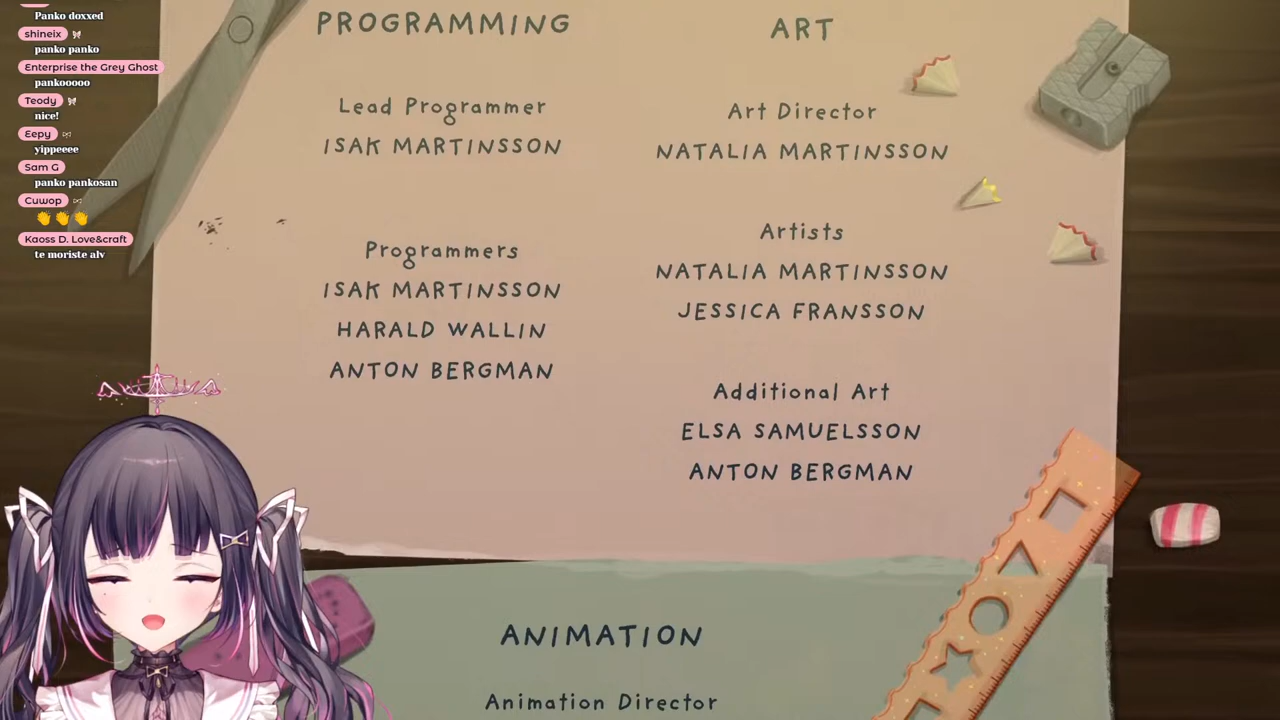 Panko doxxed
shineix
panko panko
Enterprise the Grey Ghost
pankooooo
Teody
nice!
Eepy
yippeeee
Sam G
panko pankosan
Cuwop
👏👏👏
Kaoss D. Love&craft
te moriste alv
PROGRAMMING
Lead Programmer
ISAK MARTINSSON
Programmers
ISAK MARTINSSON
HARALD WALLIN
ANTON BERGMAN
ART
Art Director
NATALIA MARTINSSON
Artists
NATALIA MARTINSSON
JESSICA FRANSSON
Additional Art
ELSA SAMUELSSON
ANTON BERGMAN
ANIMATION
Animation Director